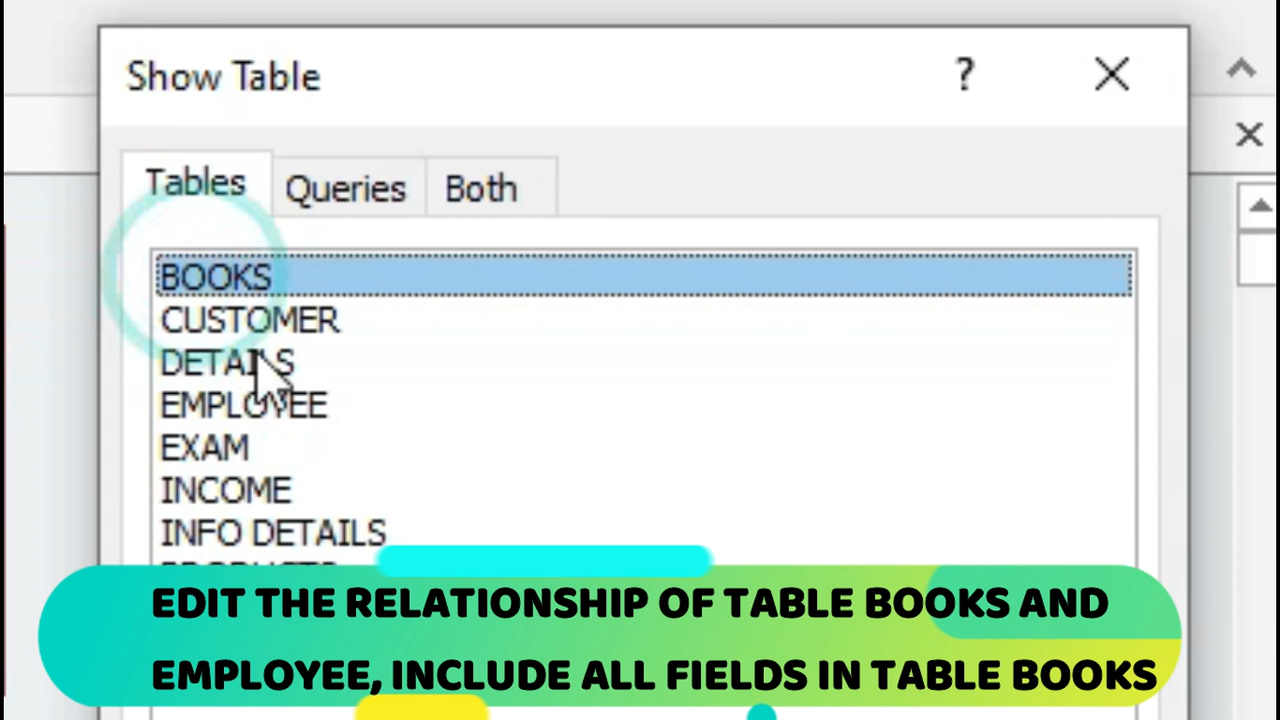 Show Table
?
Tables Queries Both
BOOKS
CUSTOMER
DETAILS
EMPLOYEE
EXAM
INCOME
INFO DETAILS
EDIT THE RELATIONSHIP OF TABLE BOOKS AND
EMPLOYEE, INCLUDE ALL FIELDS IN TABLE BOOKS